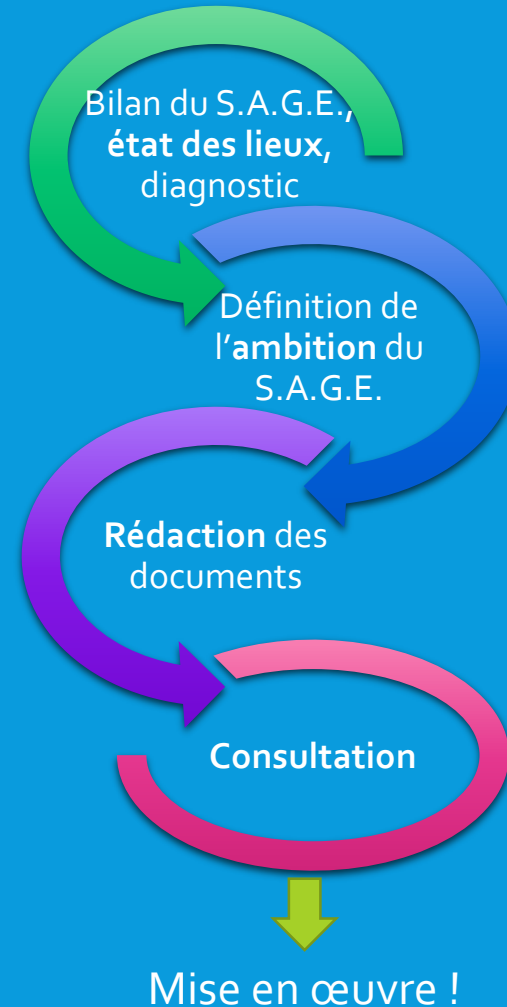 Bilan du S.A.G.E.,
état des lieux,
diagnostic
Définition de
l'ambition du
S.A.G.E.
Rédaction des
documents
Consultation
Mise en œuvre !